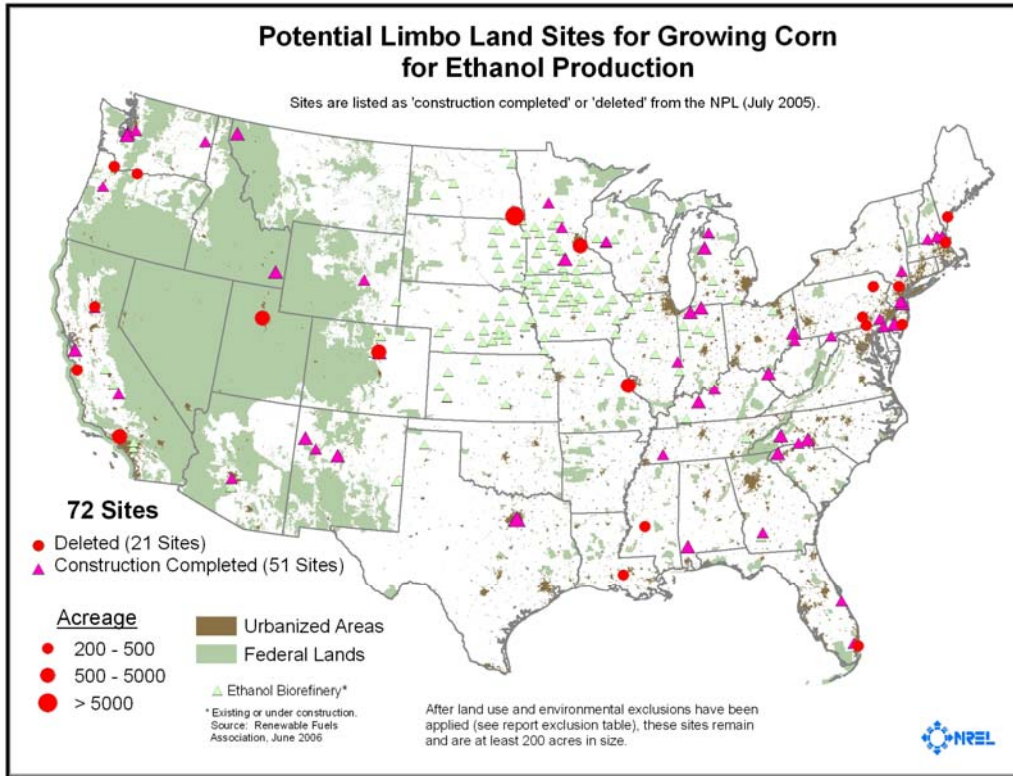 Potential Limbo Land Sites for Growing Corn
for Ethanol Production
Sites are listed as 'construction completed' or 'deleted' from the NPL (July 2005).
72 Sites
Deleted (21 Sites)
Construction Completed (51 Sites)
Acreage
200 - 500
500 - 5000
> 5000
Urbanized Areas
Federal Lands
Ethanol Biorefinery*
* Existing or under construction.
Source: Renewable Fuels
Association, June 2006
After land use and environmental exclusions have been
applied (see report exclusion table), these sites remain
and are at least 200 acres in size.
NREL